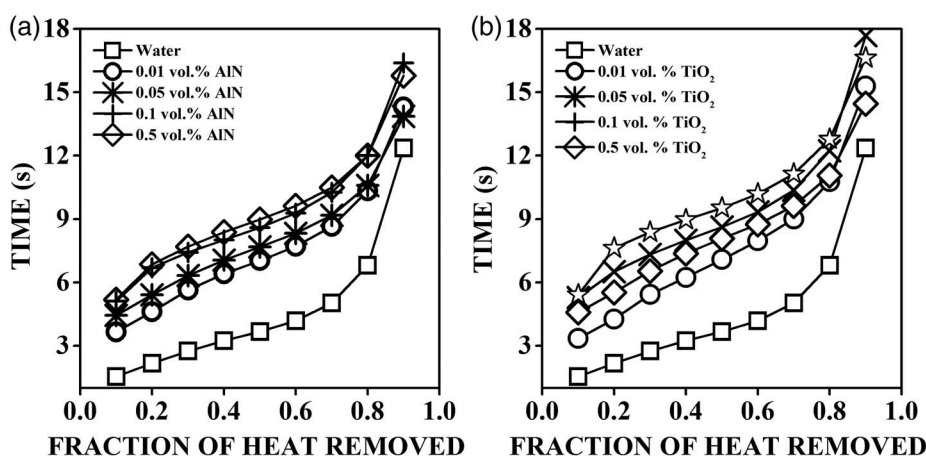 (a)
18
15
12
9
6
3
TIME (s)
Water
0.01 vol.% AlN
0.05 vol.% AlN
0.1 vol.% AlN
0.5 vol.% AlN
0.0 0.2 0.4 0.6 0.8 1.0
FRACTION OF HEAT REMOVED
(b)
18
15
12
9
6
3
TIME (s)
Water
0.01 vol. % TiO₂
0.05 vol. % TiO₂
0.1 vol. % TiO₂
0.5 vol. % TiO₂
0.0 0.2 0.4 0.6 0.8 1.0
FRACTION OF HEAT REMOVED